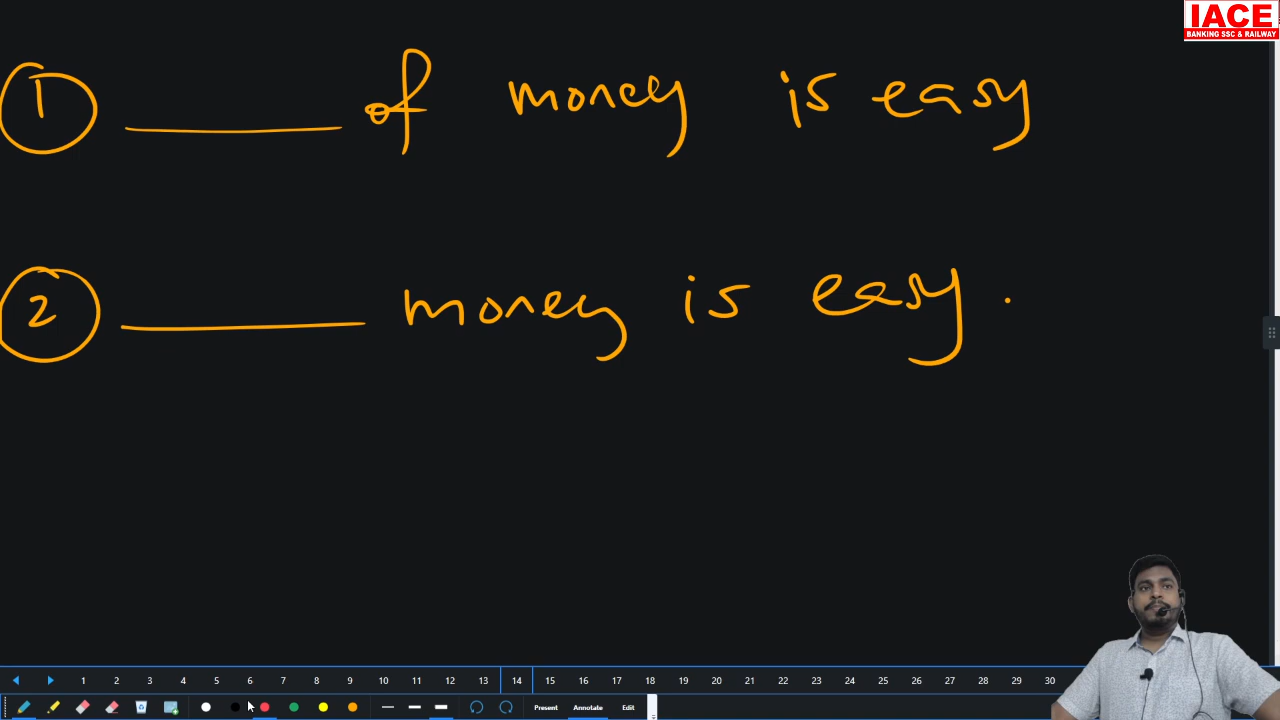 IACE
BANKING SSC & RAILWAY
1 ______ of money is easy
2 ______ money is easy.
1 2 3 4 5 6 7 8 9 10 11 12 13 14 15 16 17 18 19 20 21 22 23 24 25 26 27 28 29 30
Present Annotate Edit